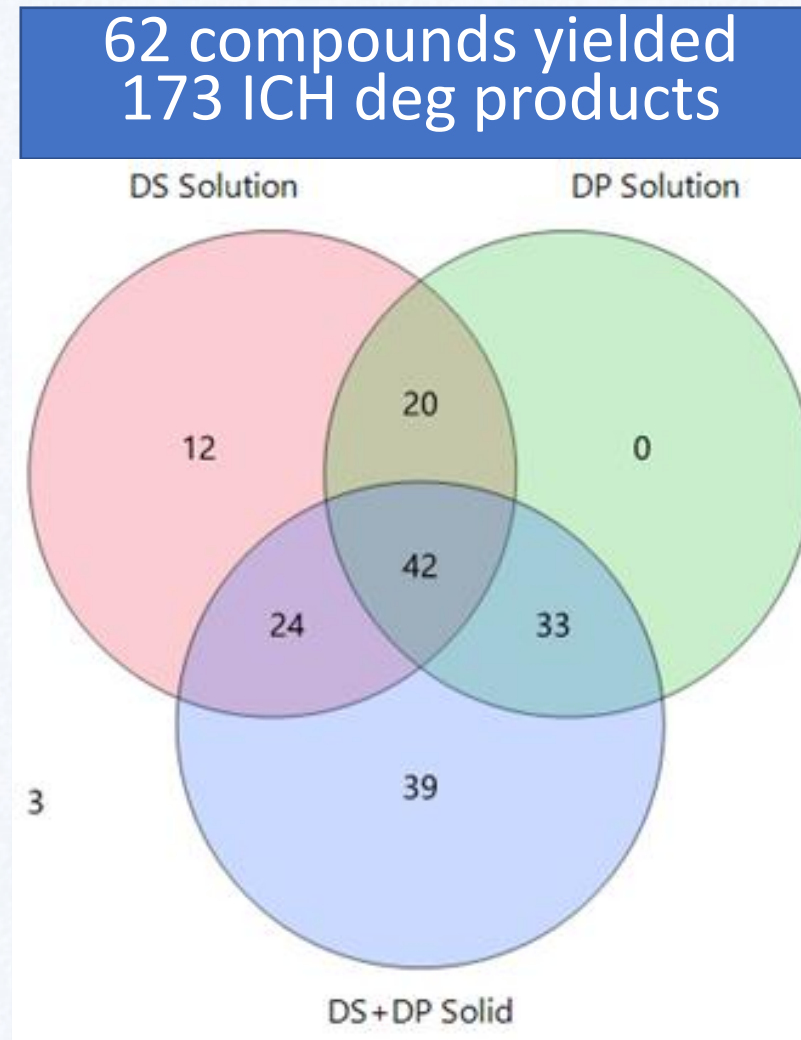 62 compounds yielded
173 ICH deg products
DS Solution
DP Solution
20
12
0
42
24
33
39
3
DS+DP Solid